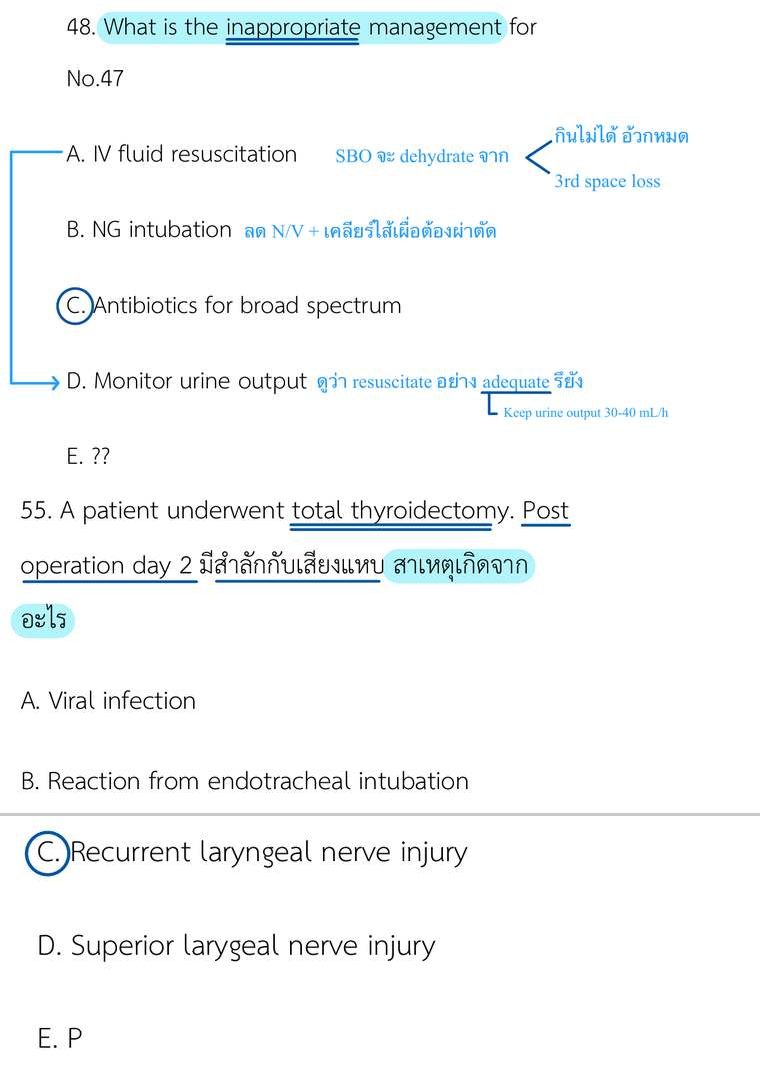 48. What is the inappropriate management for
No.47
A. IV fluid resuscitation SBO จะ dehydrate จาก กินไม่ได้ อ้วกหมด
3rd space loss
B. NG intubation ลด N/V + เคลียร์ไส้เผื่อต้องผ่าตัด
C. Antibiotics for broad spectrum
D. Monitor urine output ดูว่า resuscitate อย่าง adequate รึยัง
Keep urine output 30-40 mL/h
E. ??
55. A patient underwent total thyroidectomy. Post
operation day 2 มีสำลักกับเสียงแหบ สาเหตุเกิดจาก
อะไร
A. Viral infection
B. Reaction from endotracheal intubation
C. Recurrent laryngeal nerve injury
D. Superior larygeal nerve injury
E. P